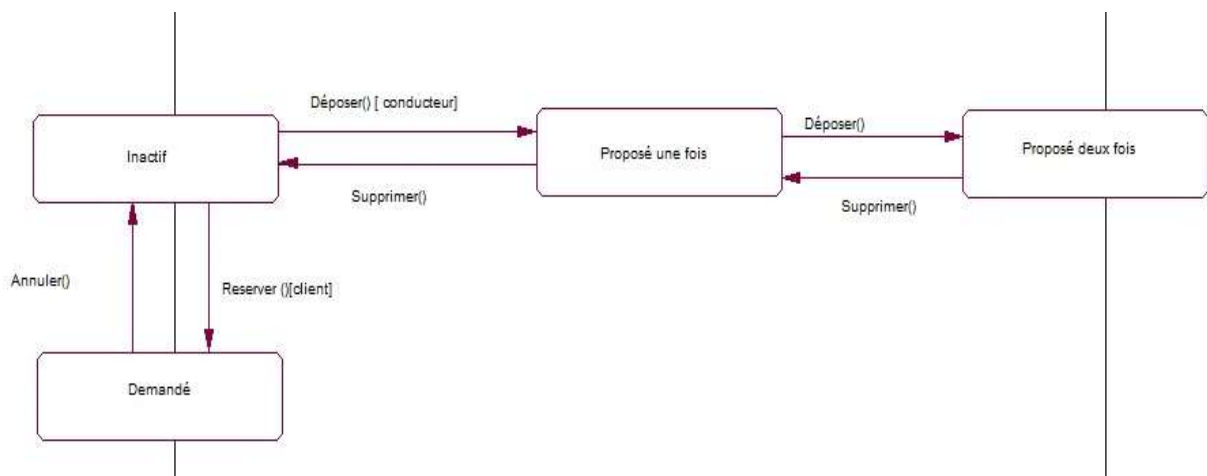 Déposer() [ conducteur]
Inactif
Proposé une fois
Déposer()
Proposé deux fois
Supprimer()
Supprimer()
Annuler()
Reserver ()[client]
Demandé